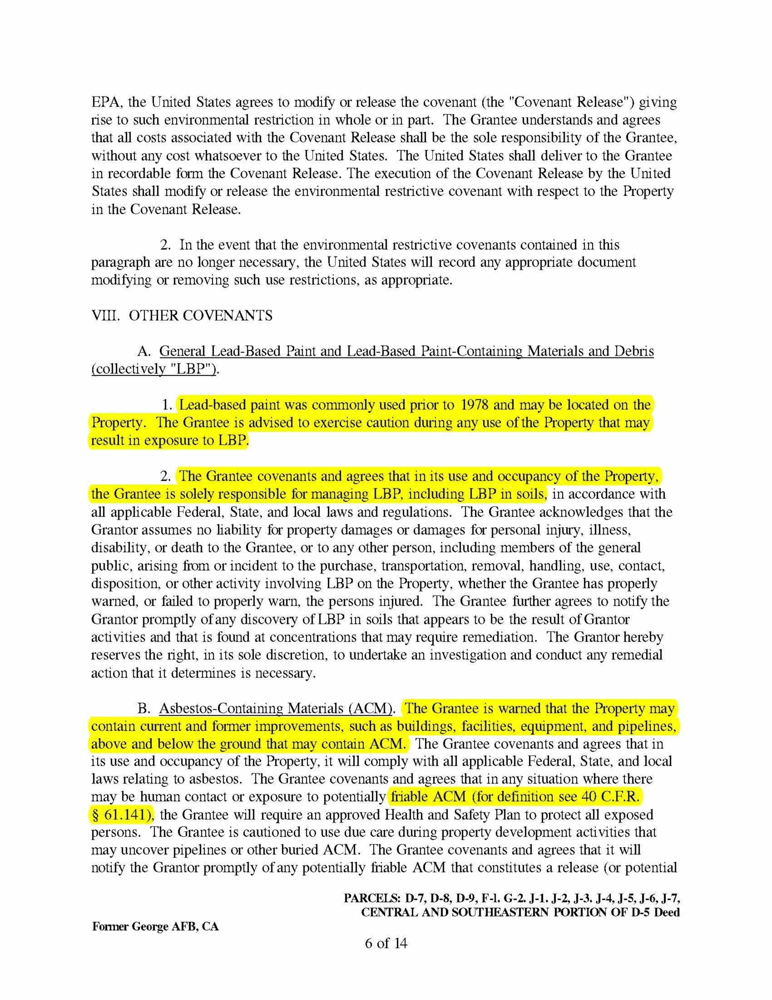 EPA, the United States agrees to modify or release the covenant (the "Covenant Release") giving
rise to such environmental restriction in whole or in part. The Grantee understands and agrees
that all costs associated with the Covenant Release shall be the sole responsibility of the Grantee,
without any cost whatsoever to the United States. The United States shall deliver to the Grantee
in recordable form the Covenant Release. The execution of the Covenant Release by the United
States shall modify or release the environmental restrictive covenant with respect to the Property
in the Covenant Release.
2. In the event that the environmental restrictive covenants contained in this
paragraph are no longer necessary, the United States will record any appropriate document
modifying or removing such use restrictions, as appropriate.
VIII. OTHER COVENANTS
A. General Lead-Based Paint and Lead-Based Paint-Containing Materials and Debris
(collectively "LBP").
1. Lead-based paint was commonly used prior to 1978 and may be located on the
Property. The Grantee is advised to exercise caution during any use of the Property that may
result in exposure to LBP.
2. The Grantee covenants and agrees that in its use and occupancy of the Property,
the Grantee is solely responsible for managing LBP, including LBP in soils, in accordance with
all applicable Federal, State, and local laws and regulations. The Grantee acknowledges that the
Grantor assumes no liability for property damages or damages for personal injury, illness,
disability, or death to the Grantee, or to any other person, including members of the general
public, arising from or incident to the purchase, transportation, removal, handling, use, contact,
disposition, or other activity involving LBP on the Property, whether the Grantee has properly
warned, or failed to properly warn, the persons injured. The Grantee further agrees to notify the
Grantor promptly of any discovery of LBP in soils that appears to be the result of Grantor
activities and that is found at concentrations that may require remediation. The Grantor hereby
reserves the right, in its sole discretion, to undertake an investigation and conduct any remedial
action that it determines is necessary.
B. Asbestos-Containing Materials (ACM). The Grantee is warned that the Property may
contain current and former improvements, such as buildings, facilities, equipment, and pipelines,
above and below the ground that may contain ACM. The Grantee covenants and agrees that in
its use and occupancy of the Property, it will comply with all applicable Federal, State, and local
laws relating to asbestos. The Grantee covenants and agrees that in any situation where there
may be human contact or exposure to potentially friable ACM (for definition see 40 C.F.R.
§ 61.141), the Grantee will require an approved Health and Safety Plan to protect all exposed
persons. The Grantee is cautioned to use due care during property development activities that
may uncover pipelines or other buried ACM. The Grantee covenants and agrees that it will
notify the Grantor promptly of any potentially friable ACM that constitutes a release (or potential
PARCELS: D-7, D-8, D-9, F-l. G-2. J-1. J-2, J-3. J-4, J-5, J-6, J-7,
CENTRAL AND SOUTHEASTERN PORTION OF D-5 Deed
Former George AFB, CA
6 of 14